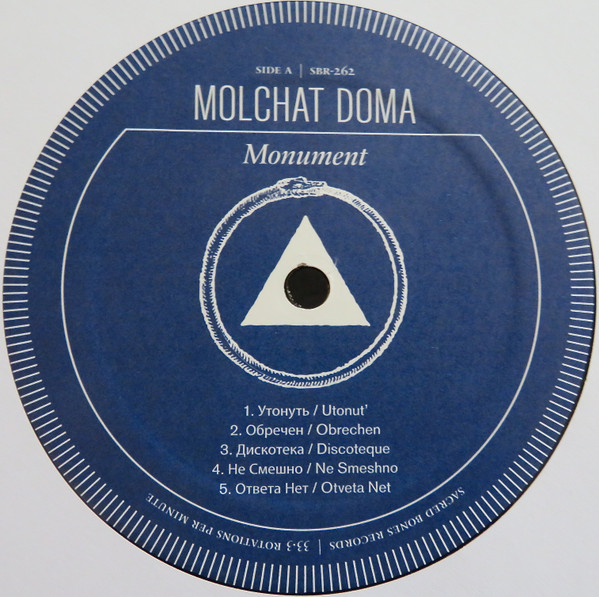 SIDE A | SBR-262
MOLCHAT DOMA
Monument
1. Утонуть / Utonut'
2. Обречен / Obrechen
3. Дискотека / Discoteque
4. Не Смешно / Ne Smeshno
5. Ответа Нет / Otveta Net
SACRED BONES RECORDS | 33.3 ROTATIONS PER MINUTE